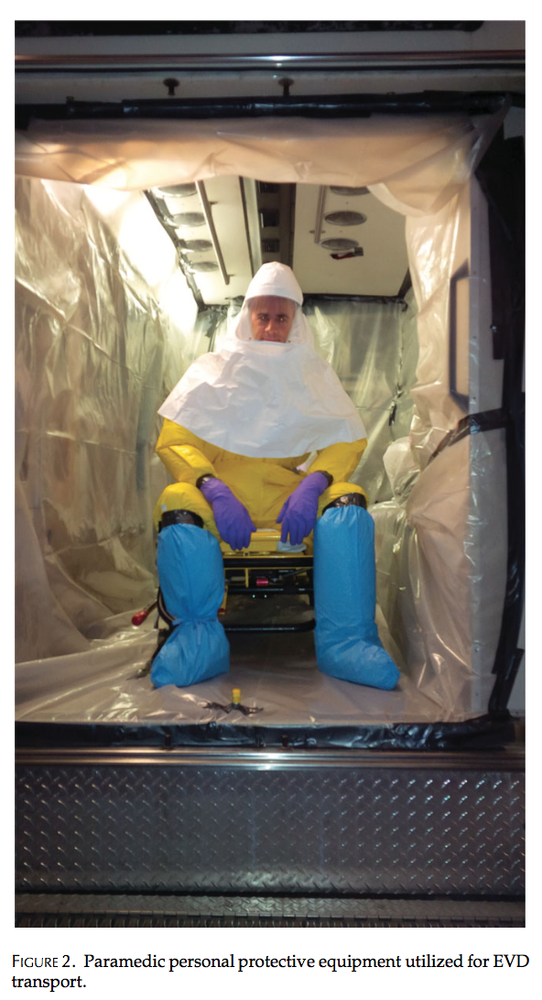 FIGURE 2. Paramedic personal protective equipment utilized for EVD
transport.